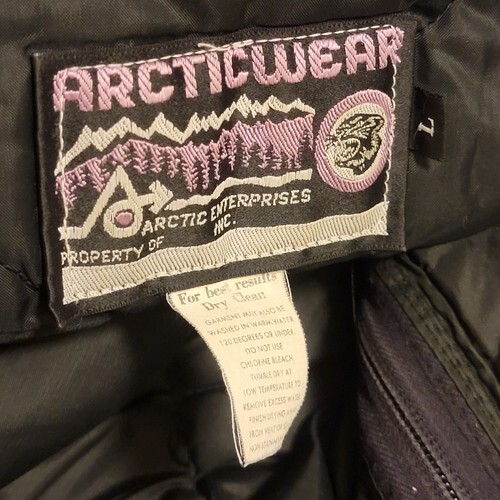 ARCTICWEAR
L
ARCTIC ENTERPRISES
INC.
PROPERTY OF
For best results
Dry Clean
GARMENT MAY ALSO BE
WASHED IN WARM WATER
120 DEGREES OR UNDER
DO NOT USE
CHLORINE BLEACH
TUMBLE DRY AT
LOW TEMPERATURE TO
REMOVE EXCESS WATER